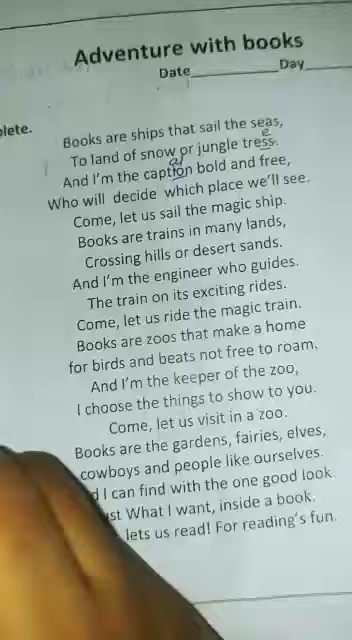 Adventure with books
Date____________Day______
plete.
Books are ships that sail the seas,
e
To land of snow or jungle tress.
a
And I'm the caption bold and free,
Who will decide which place we'll see.
Come, let us sail the magic ship.
Books are trains in many lands,
Crossing hills or desert sands.
And I'm the engineer who guides.
The train on its exciting rides.
Come, let us ride the magic train.
Books are zoos that make a home
for birds and beats not free to roam.
And I'm the keeper of the zoo,
I choose the things to show to you.
Come, let us visit in a zoo.
Books are the gardens, fairies, elves,
cowboys and people like ourselves.
I can find with the one good look
What I want, inside a book.
lets us read! For reading's fun.